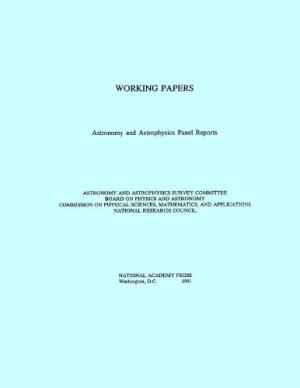 WORKING PAPERS
Astronomy and Astrophysics Panel Reports
ASTRONOMY AND ASTROPHYSICS SURVEY COMMITTEE
BOARD ON PHYSICS AND ASTRONOMY
COMMISSION ON PHYSICAL SCIENCES, MATHEMATICS, AND APPLICATIONS
NATIONAL RESEARCH COUNCIL
NATIONAL ACADEMY PRESS
Washington, D.C. 1991